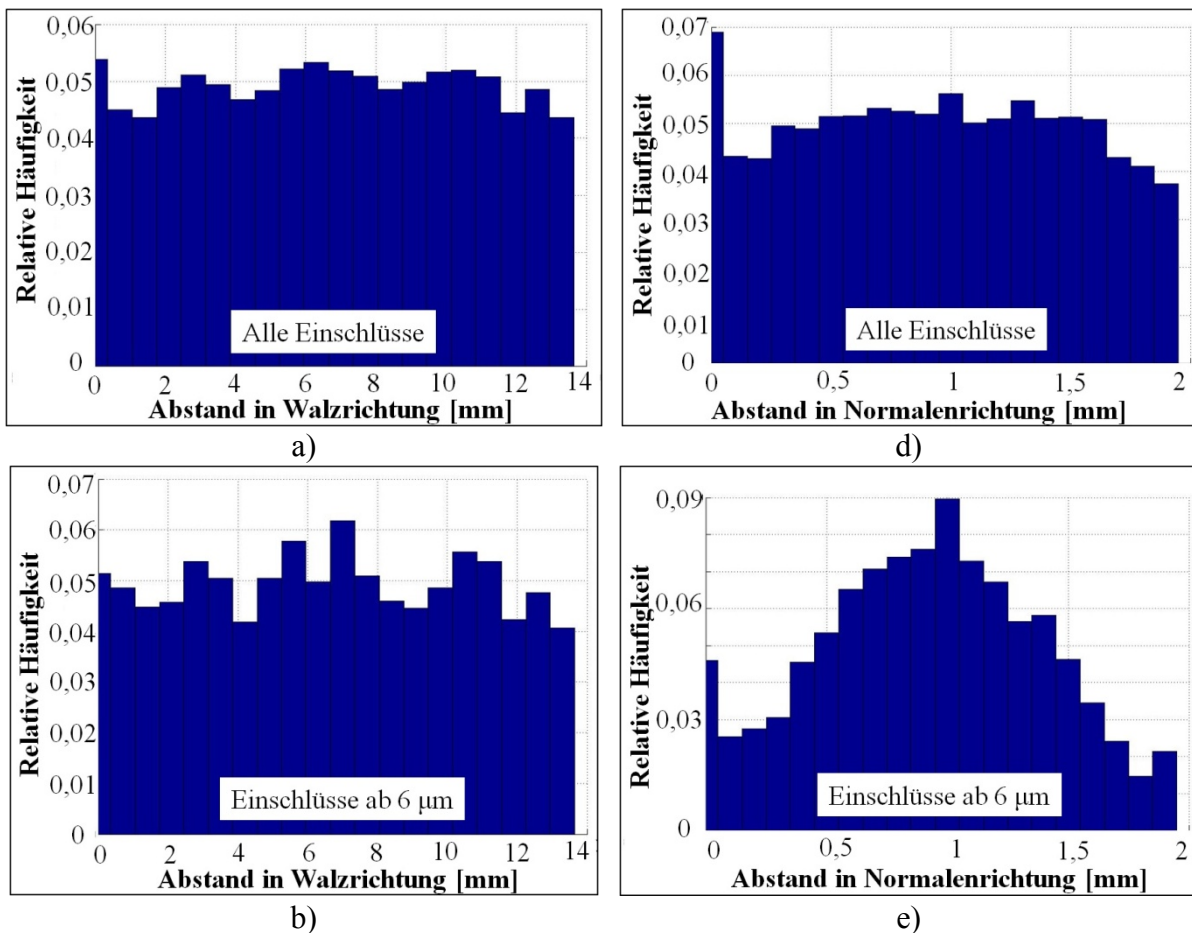 Relative Häufigkeit
0,06
0,05
0,04
0,03
0,02
0,01
0
Alle Einschlüsse
0 2 4 6 8 10 12 14
Abstand in Walzrichtung [mm]
a)
Relative Häufigkeit
0,07
0,06
0,05
0,04
0,03
0,02
0,01
0
Alle Einschlüsse
0 0,5 1 1,5 2
Abstand in Normalenrichtung [mm]
d)
Relative Häufigkeit
0,07
0,06
0,05
0,04
0,03
0,02
0,01
0
Einschlüsse ab 6 µm
0 2 4 6 8 10 12 14
Abstand in Walzrichtung [mm]
b)
Relative Häufigkeit
0,09
0,06
0,03
0
Einschlüsse ab 6 µm
0 0,5 1 1,5 2
Abstand in Normalenrichtung [mm]
e)